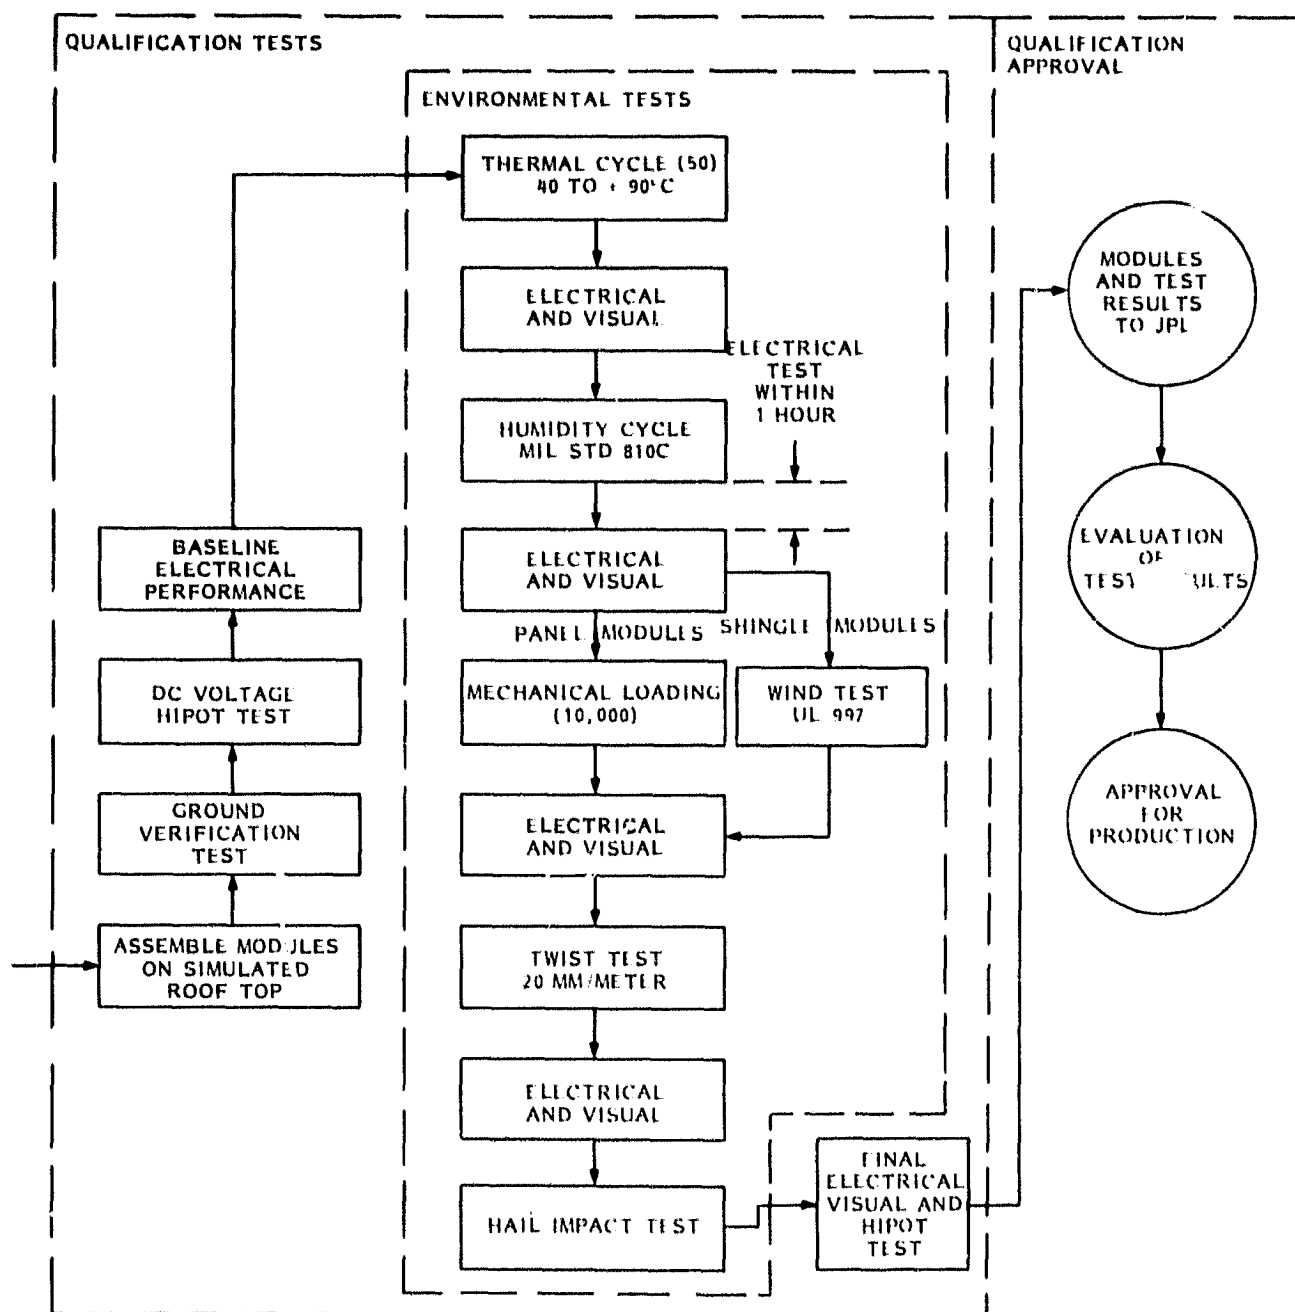 QUALIFICATION TESTS
QUALIFICATION
APPROVAL
ENVIRONMENTAL TESTS
THERMAL CYCLE (50)
40 TO + 90°C
ELECTRICAL
AND VISUAL
ELECTRICAL
TEST
WITHIN
1 HOUR
HUMIDITY CYCLE
MIL STD 810C
ELECTRICAL
AND VISUAL
PANEL MODULES
SHINGLE MODULES
MECHANICAL LOADING
(10,000)
WIND TEST
UL 997
ELECTRICAL
AND VISUAL
TWIST TEST
20 MM/METER
ELECTRICAL
AND VISUAL
HAIL IMPACT TEST
BASELINE
ELECTRICAL
PERFORMANCE
DC VOLTAGE
HIPOT TEST
GROUND
VERIFICATION
TEST
ASSEMBLE MODULES
ON SIMULATED
ROOF TOP
FINAL
ELECTRICAL
VISUAL AND
HIPOT
TEST
MODULES
AND TEST
RESULTS
TO JPL
EVALUATION
OF
TEST
APPROVAL
FOR
PRODUCTION